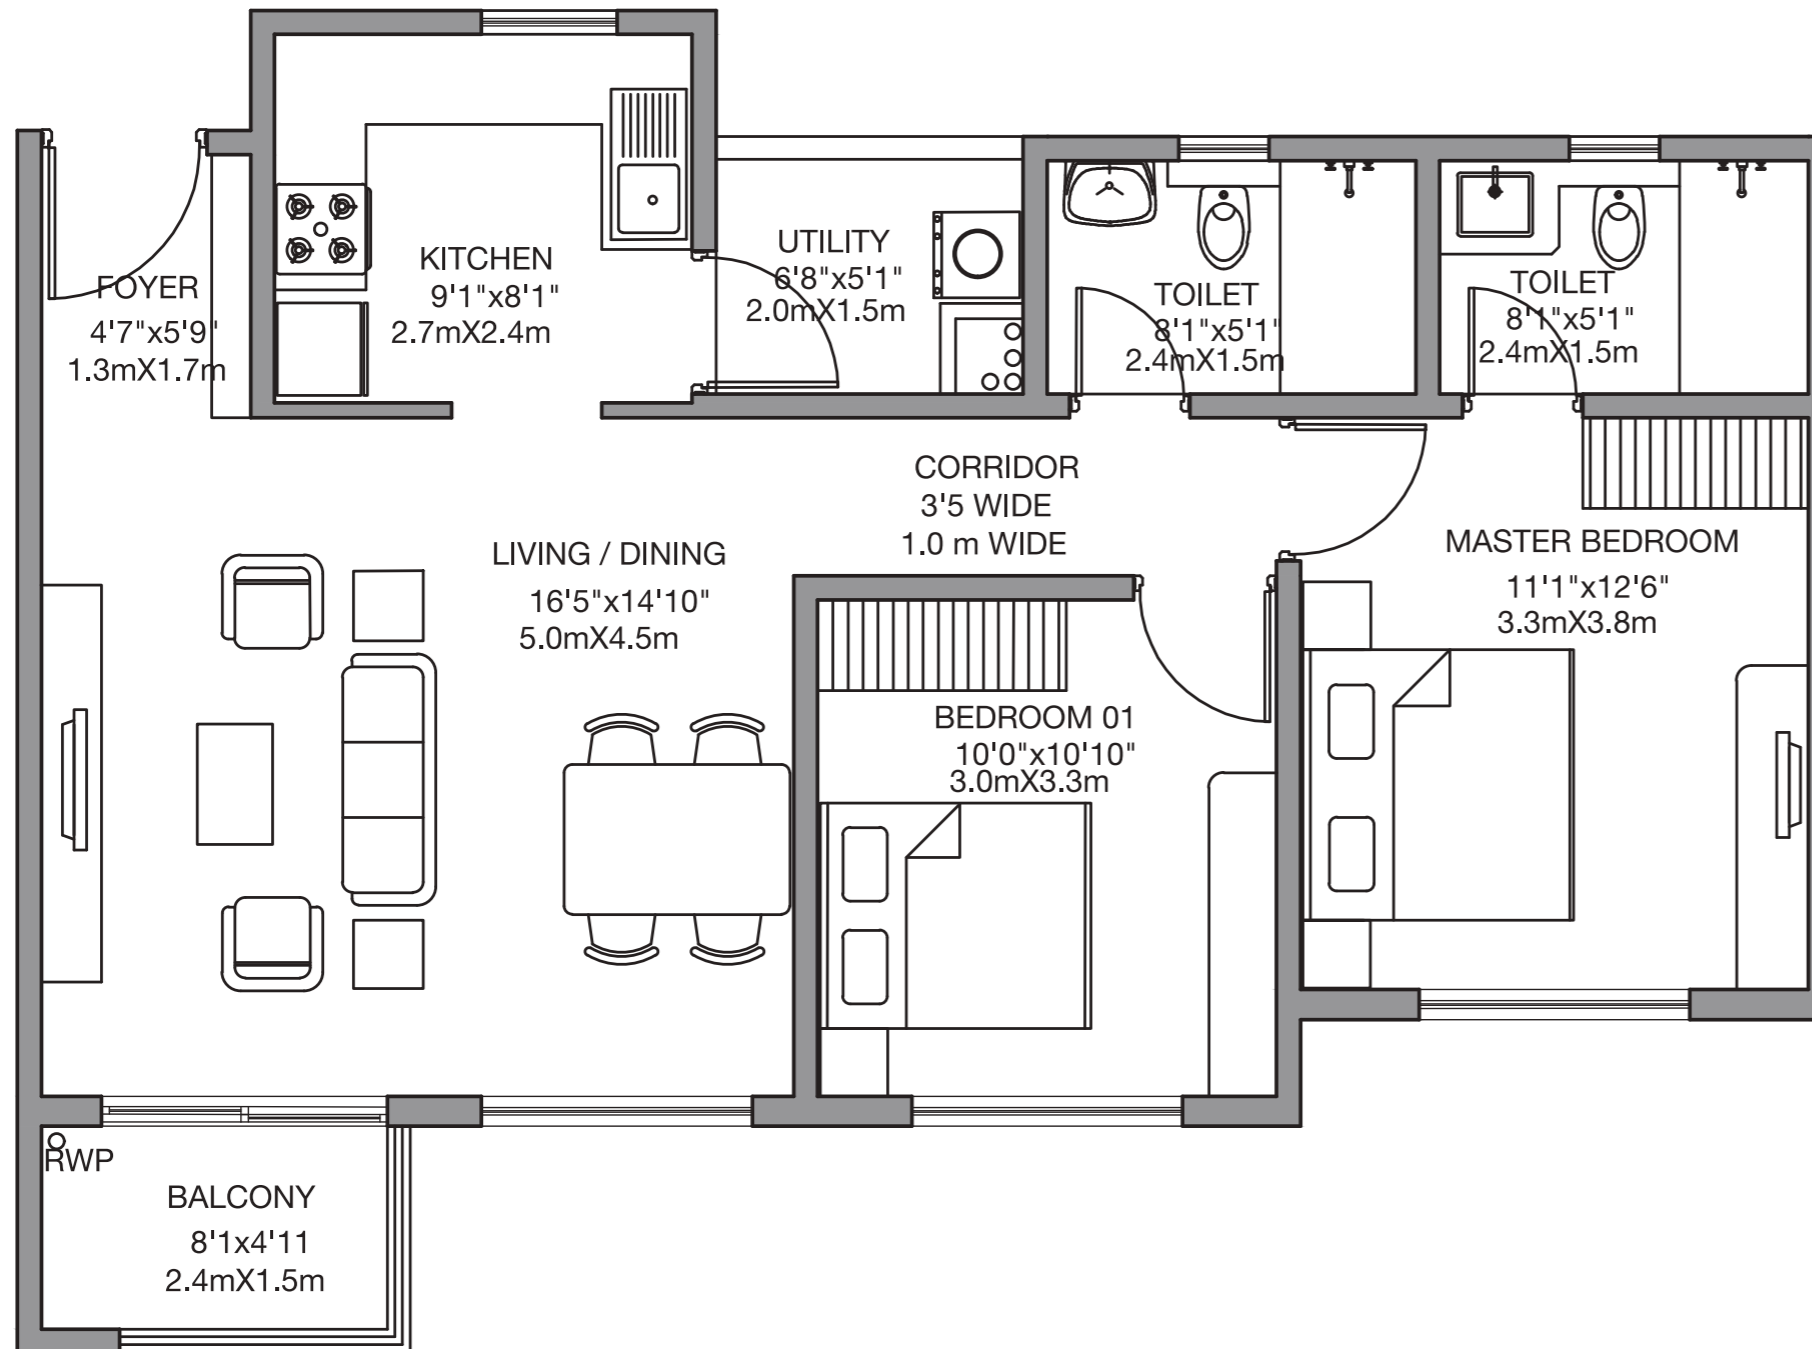 FOYER
4'7"x5'9"
1.3mX1.7m
KITCHEN
9'1"x8'1"
2.7mX2.4m
UTILITY
6'8"x5'1"
2.0mX1.5m
TOILET
8'1"x5'1"
2.4mX1.5m
TOILET
8'1"x5'1"
2.4mX1.5m
CORRIDOR
3'5 WIDE
1.0 m WIDE
LIVING / DINING
16'5"x14'10"
5.0mX4.5m
MASTER BEDROOM
11'1"x12'6"
3.3mX3.8m
BEDROOM 01
10'0"x10'10"
3.0mX3.3m
RWP
BALCONY
8'1x4'11
2.4mX1.5m